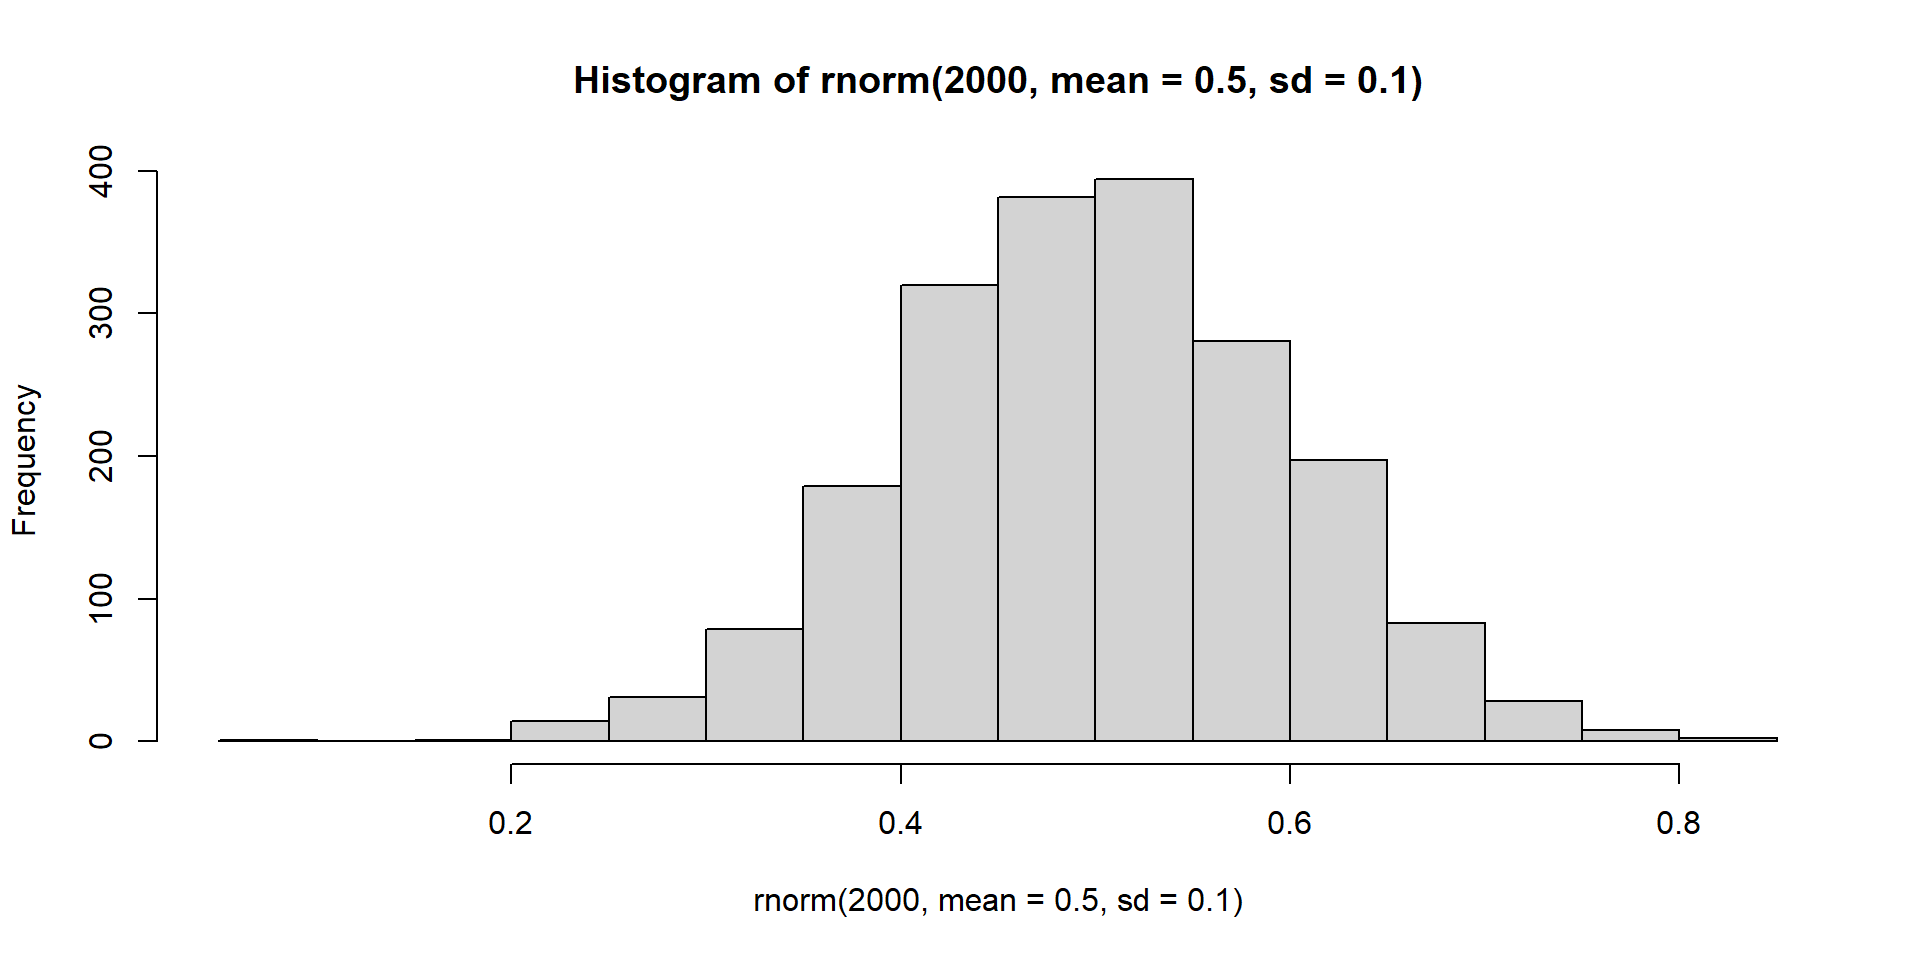 Histogram of rnorm(2000, mean = 0.5, sd = 0.1)
400
300
200
100
0
Frequency
0.2 0.4 0.6 0.8
rnorm(2000, mean = 0.5, sd = 0.1)